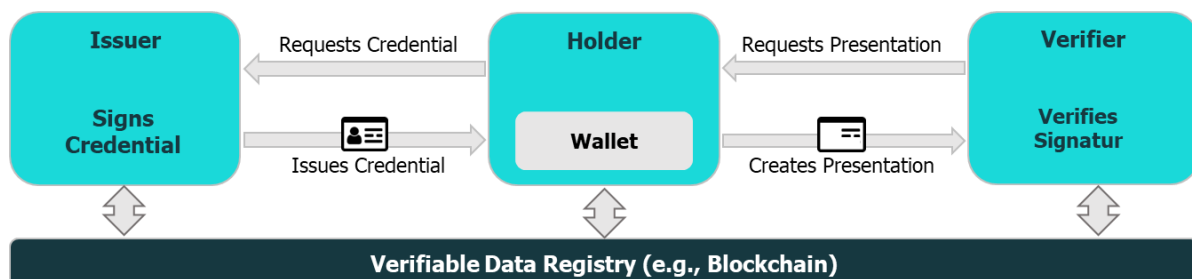 Issuer
Requests Credential
Holder
Requests Presentation
Verifier
Signs
Credential
Issues Credential
Wallet
Creates Presentation
Verifies
Signatur
Verifiable Data Registry (e.g., Blockchain)